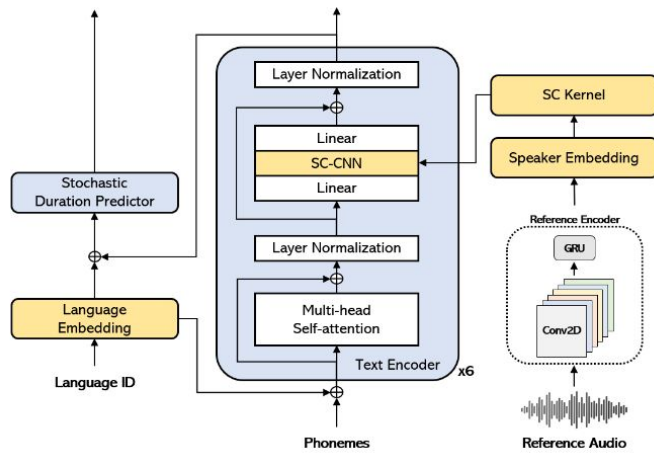 Layer Normalization
SC Kernel
Linear
SC-CNN
Linear
Speaker Embedding
Stochastic
Duration Predictor
Reference Encoder
Layer Normalization
GRU
Language
Embedding
Multi-head
Self-attention
Conv2D
Text Encoder
x6
Language ID
Phonemes
Reference Audio